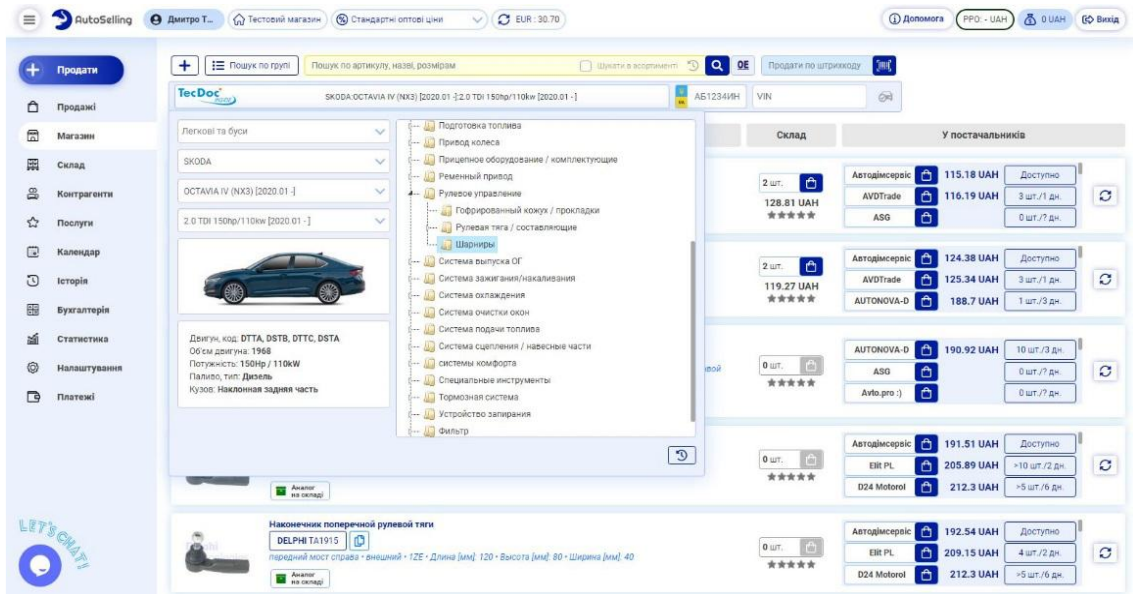 AutoSelling
Дмитро Т...
Тестовий магазин
Стандартні оптові ціни
EUR : 30.70
Допомога
РРО: - UAH
0 UAH
Вихід
Продати
Продажі
Магазин
Склад
Контрагенти
Послуги
Календар
Історія
Бухгалтерія
Статистика
Налаштування
Платежі
LET'S CHAT!
Пошук по групі
Пошук по артикулу, назві, розмірам
Шукати в асортименті
OE
Продати по штрихкоду
TecDoc
SKODA:OCTAVIA IV (NX3) [2020.01 -]:2.0 TDI 150hp/110kw [2020.01 -]
АБ1234ИН
VIN
Легкові та буси
SKODA
OCTAVIA IV (NX3) [2020.01 -]
2.0 TDI 150hp/110kw [2020.01 -]
Двигун, код: DTTA, DSTB, DTTC, DSTA
Об'єм двигуна: 1968
Потужність: 150Hp / 110kW
Паливо, тип: Дизель
Кузов: Наклонная задняя часть
Подготовка топлива
Привод колеса
Прицепное оборудование / комплектующие
Ременный привод
Рулевое управление
Гофрированный кожух / прокладки
Рулевая тяга / составляющие
Шарниры
Система выпуска ОГ
Система зажигания/накаливания
Система охлаждения
Система очистки окон
Система подачи топлива
Система сцепления / навесные части
системы комфорта
Специальные инструменты
Тормозная система
Устройство запирания
Фильтр
Склад
У постачальників
2 шт.
128.81 UAH
Автодімсервіс 115.18 UAH Доступно
AVDTrade 116.19 UAH 3 шт./1 дн.
ASG 0 шт./? дн.
2 шт.
119.27 UAH
Автодімсервіс 124.38 UAH Доступно
AVDTrade 125.34 UAH 3 шт./1 дн.
AUTONOVA-D 188.7 UAH 1 шт./3 дн.
0 шт.
AUTONOVA-D 190.92 UAH 10 шт./3 дн.
ASG 0 шт./? дн.
Avto.pro :) 0 шт./? дн.
Аналог
на складі
0 шт.
Автодімсервіс 191.51 UAH Доступно
Elit PL 205.89 UAH >10 шт./2 дн.
D24 Motorol 212.3 UAH >5 шт./6 дн.
Наконечник поперечной рулевой тяги
DELPHI TA1915
передний мост справа • внешний • 1ZE • Длина [мм]: 120 • Высота [мм]: 80 • Ширина [мм]: 40
Аналог
на складі
0 шт.
Автодімсервіс 192.54 UAH Доступно
Elit PL 209.15 UAH 4 шт./2 дн.
D24 Motorol 212.3 UAH >5 шт./6 дн.